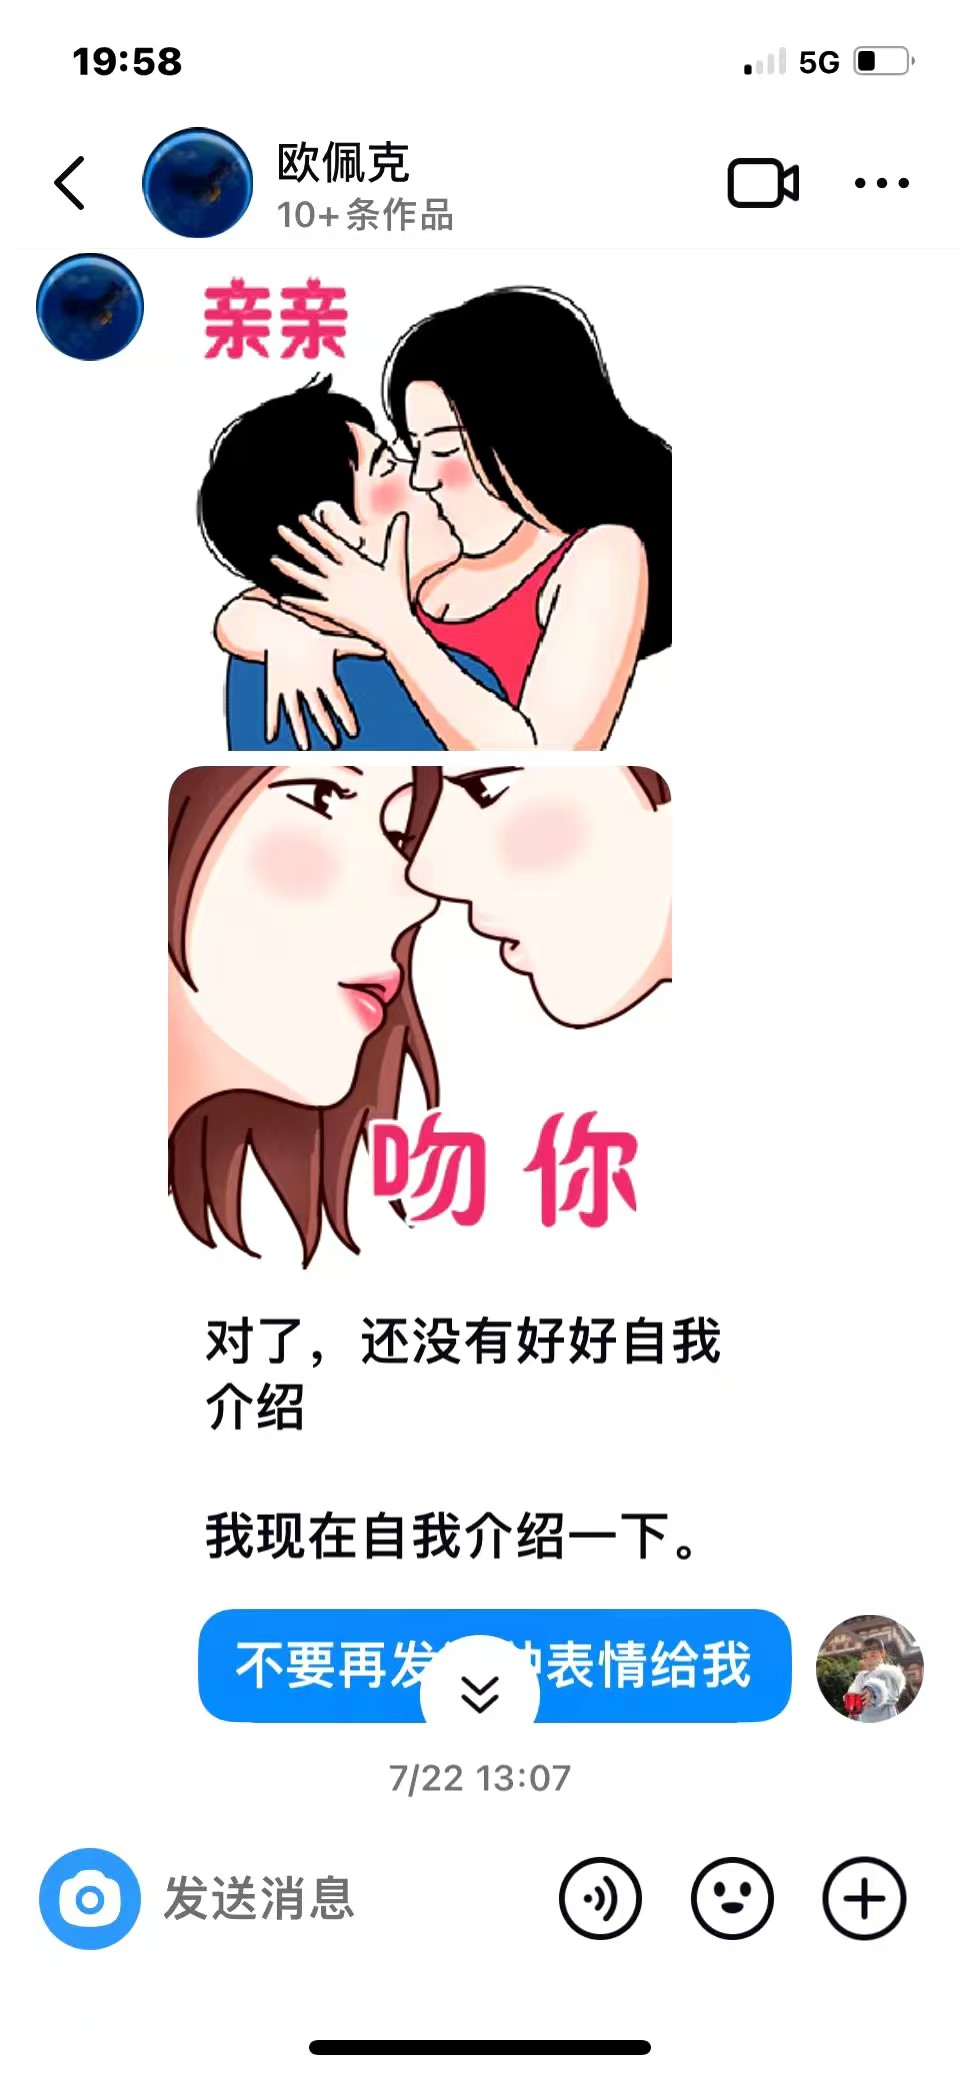 19:58
5G
欧佩克
10+条作品
亲亲
吻你
对了，还没有好好自我
介绍
我现在自我介绍一下。
不要再发 表情给我
7/22 13:07
发送消息